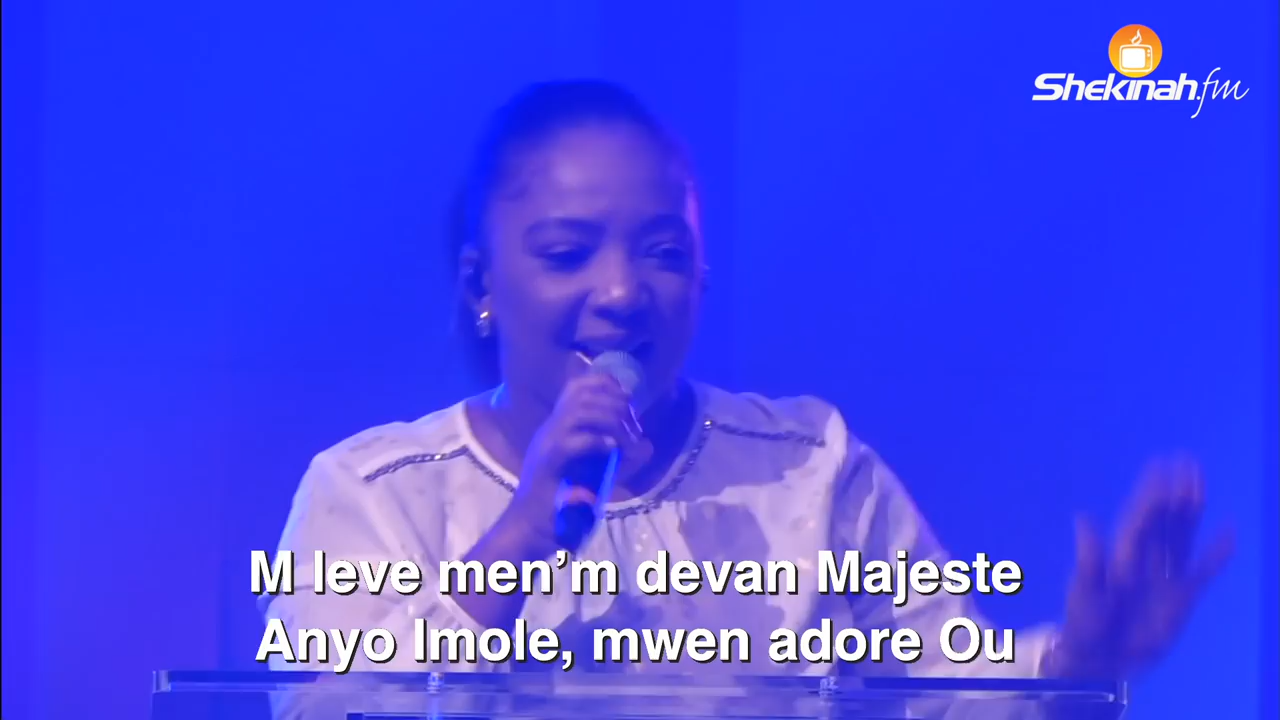 Shekinah.fm
M leve men’m devan Majeste
Anyo Imole, mwen adore Ou